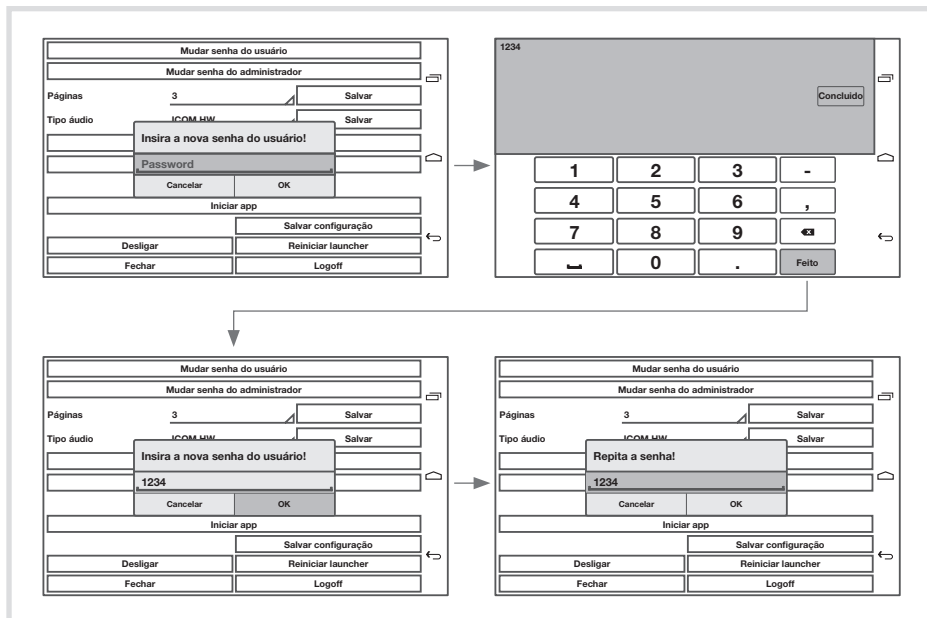 Mudar senha do usuário
Mudar senha do administrador
Páginas 3 Salvar
Tipo áudio ICOM HW Salvar
Insira a nova senha do usuário!
Password
Cancelar OK
Iniciar app
Salvar configuração
Desligar Reiniciar launcher
Fechar Logoff
1234
Concluído
1 2 3 -
4 5 6 ,
7 8 9
0 . Feito
Mudar senha do usuário
Mudar senha do administrador
Páginas 3 Salvar
Tipo áudio ICOM HW Salvar
Insira a nova senha do usuário!
1234
Cancelar OK
Iniciar app
Salvar configuração
Desligar Reiniciar launcher
Fechar Logoff
Mudar senha do usuário
Mudar senha do administrador
Páginas 3 Salvar
Tipo áudio ICOM HW Salvar
Repita a senha!
1234
Cancelar OK
Iniciar app
Salvar configuração
Desligar Reiniciar launcher
Fechar Logoff